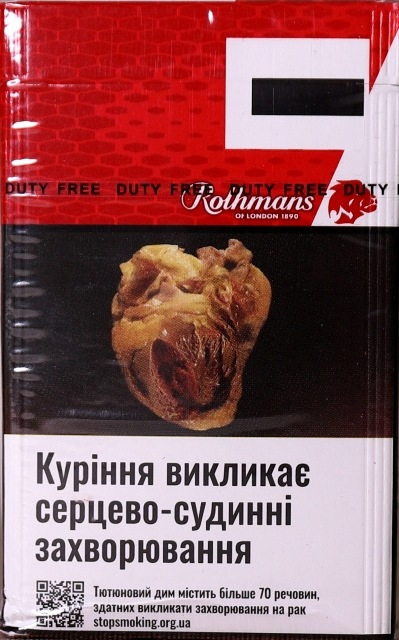 DUTY FREE DUTY FREE DUTY FREE DUTY
Rothmans
OF LONDON 1890
Куріння викликає
серцево-судинні
захворювання
Тютюновий дим містить більше 70 речовин,
здатних викликати захворювання на рак
stopsmoking.org.ua